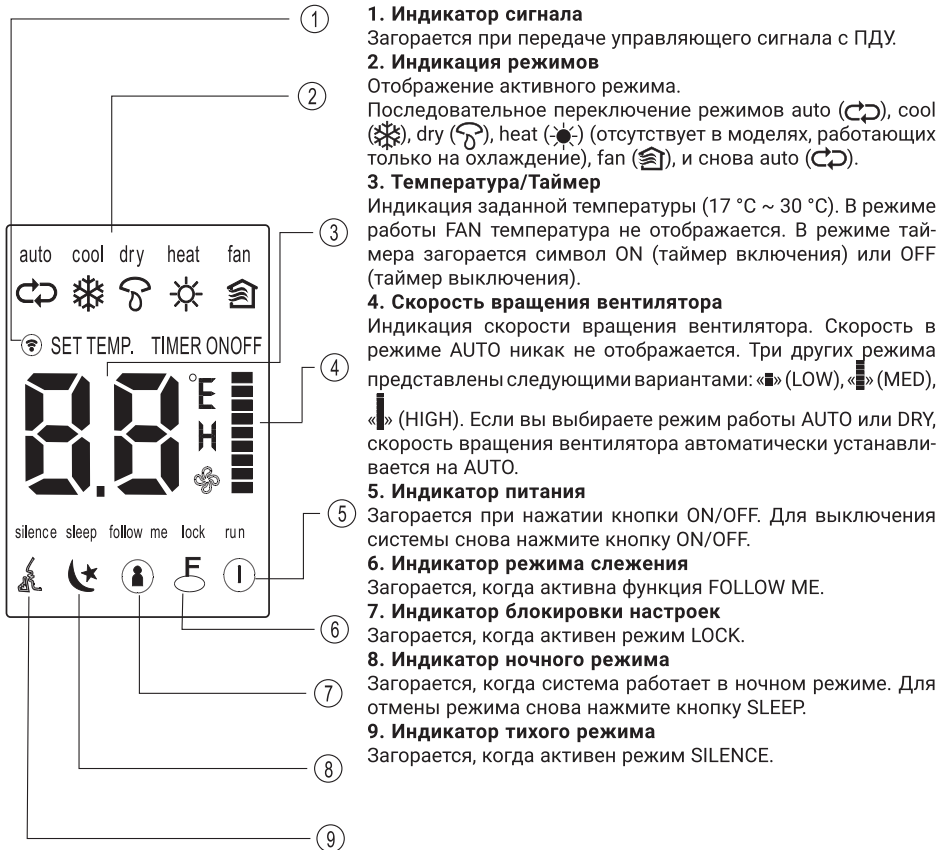 1
2
3
4
5
6
7
8
9
auto cool dry heat fan
SET TEMP. TIMER ONOFF
8.8 °E
H
silence sleep follow me lock run
1. Индикатор сигнала
Загорается при передаче управляющего сигнала с ПДУ.
2. Индикация режимов
Отображение активного режима.
Последовательное переключение режимов auto (), cool
(), dry (), heat () (отсутствует в моделях, работающих
только на охлаждение), fan (), и снова auto ().
3. Температура/Таймер
Индикация заданной температуры (17 °C ~ 30 °C). В режиме
работы FAN температура не отображается. В режиме тай-
мера загорается символ ON (таймер включения) или OFF
(таймер выключения).
4. Скорость вращения вентилятора
Индикация скорости вращения вентилятора. Скорость в
режиме AUTO никак не отображается. Три других режима
представлены следующими вариантами: «» (LOW), «» (MED),
«» (HIGH). Если вы выбираете режим работы AUTO или DRY,
скорость вращения вентилятора автоматически устанавли-
вается на AUTO.
5. Индикатор питания
Загорается при нажатии кнопки ON/OFF. Для выключения
системы снова нажмите кнопку ON/OFF.
6. Индикатор режима слежения
Загорается, когда активна функция FOLLOW ME.
7. Индикатор блокировки настроек
Загорается, когда активен режим LOCK.
8. Индикатор ночного режима
Загорается, когда система работает в ночном режиме. Для
отмены режима снова нажмите кнопку SLEEP.
9. Индикатор тихого режима
Загорается, когда активен режим SILENCE.